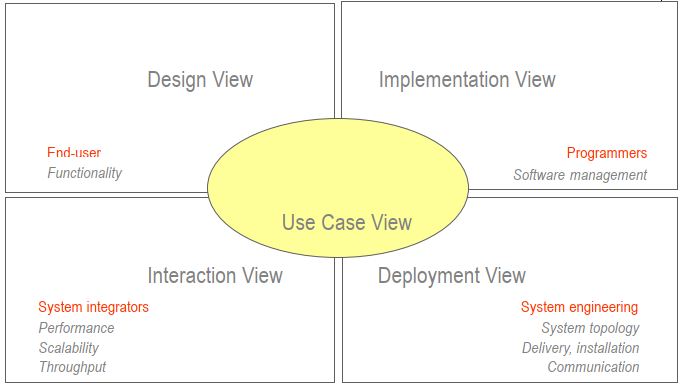 Design View
Implementation View
End-user
Functionality
Programmers
Software management
Use Case View
Interaction View
Deployment View
System integrators
Performance
Scalability
Throughput
System engineering
System topology
Delivery, installation
Communication